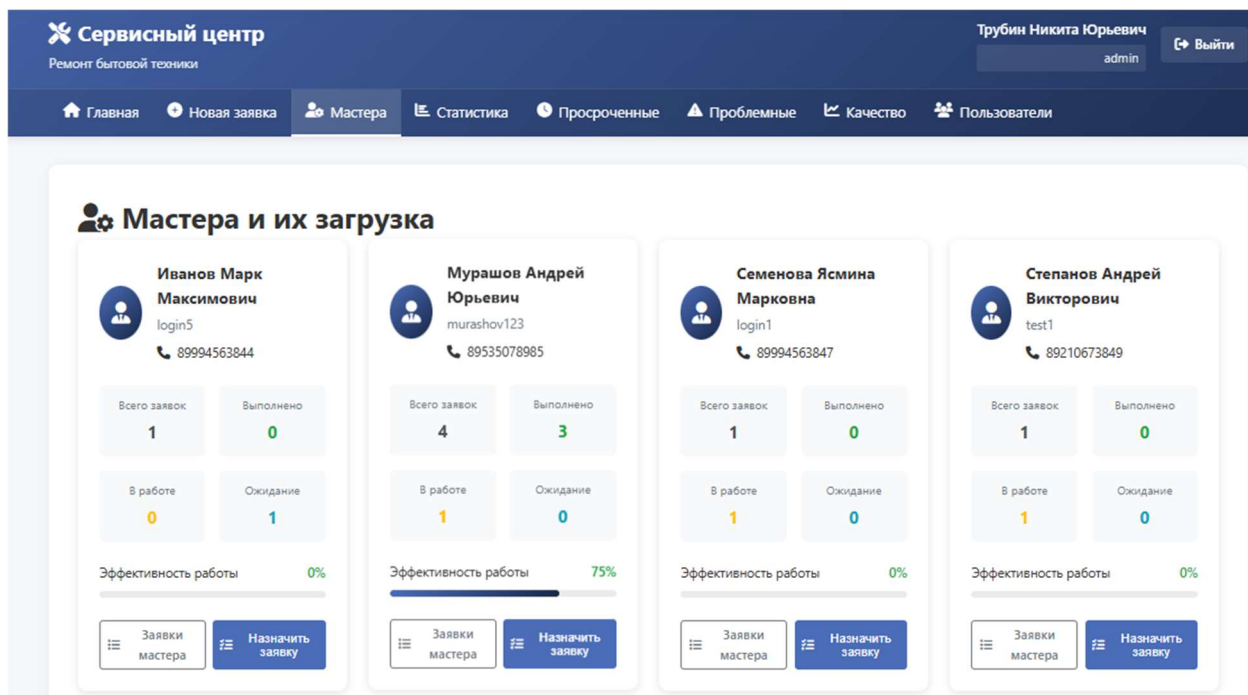 Сервисный центр
Ремонт бытовой техники
Трубин Никита Юрьевич
admin
Выйти
Главная Новая заявка Мастера Статистика Просроченные Проблемные Качество Пользователи
Мастера и их загрузка
Иванов Марк
Максимович
login5
89994563844
Всего заявок Выполнено
1 0
В работе Ожидание
0 1
Эффективность работы 0%
Заявки
мастера
Назначить
заявку
Мурашов Андрей
Юрьевич
murashov123
89535078985
Всего заявок Выполнено
4 3
В работе Ожидание
1 0
Эффективность работы 75%
Заявки
мастера
Назначить
заявку
Семенова Ясмина
Марковна
login1
89994563847
Всего заявок Выполнено
1 0
В работе Ожидание
1 0
Эффективность работы 0%
Заявки
мастера
Назначить
заявку
Степанов Андрей
Викторович
test1
89210673849
Всего заявок Выполнено
1 0
В работе Ожидание
1 0
Эффективность работы 0%
Заявки
мастера
Назначить
заявку